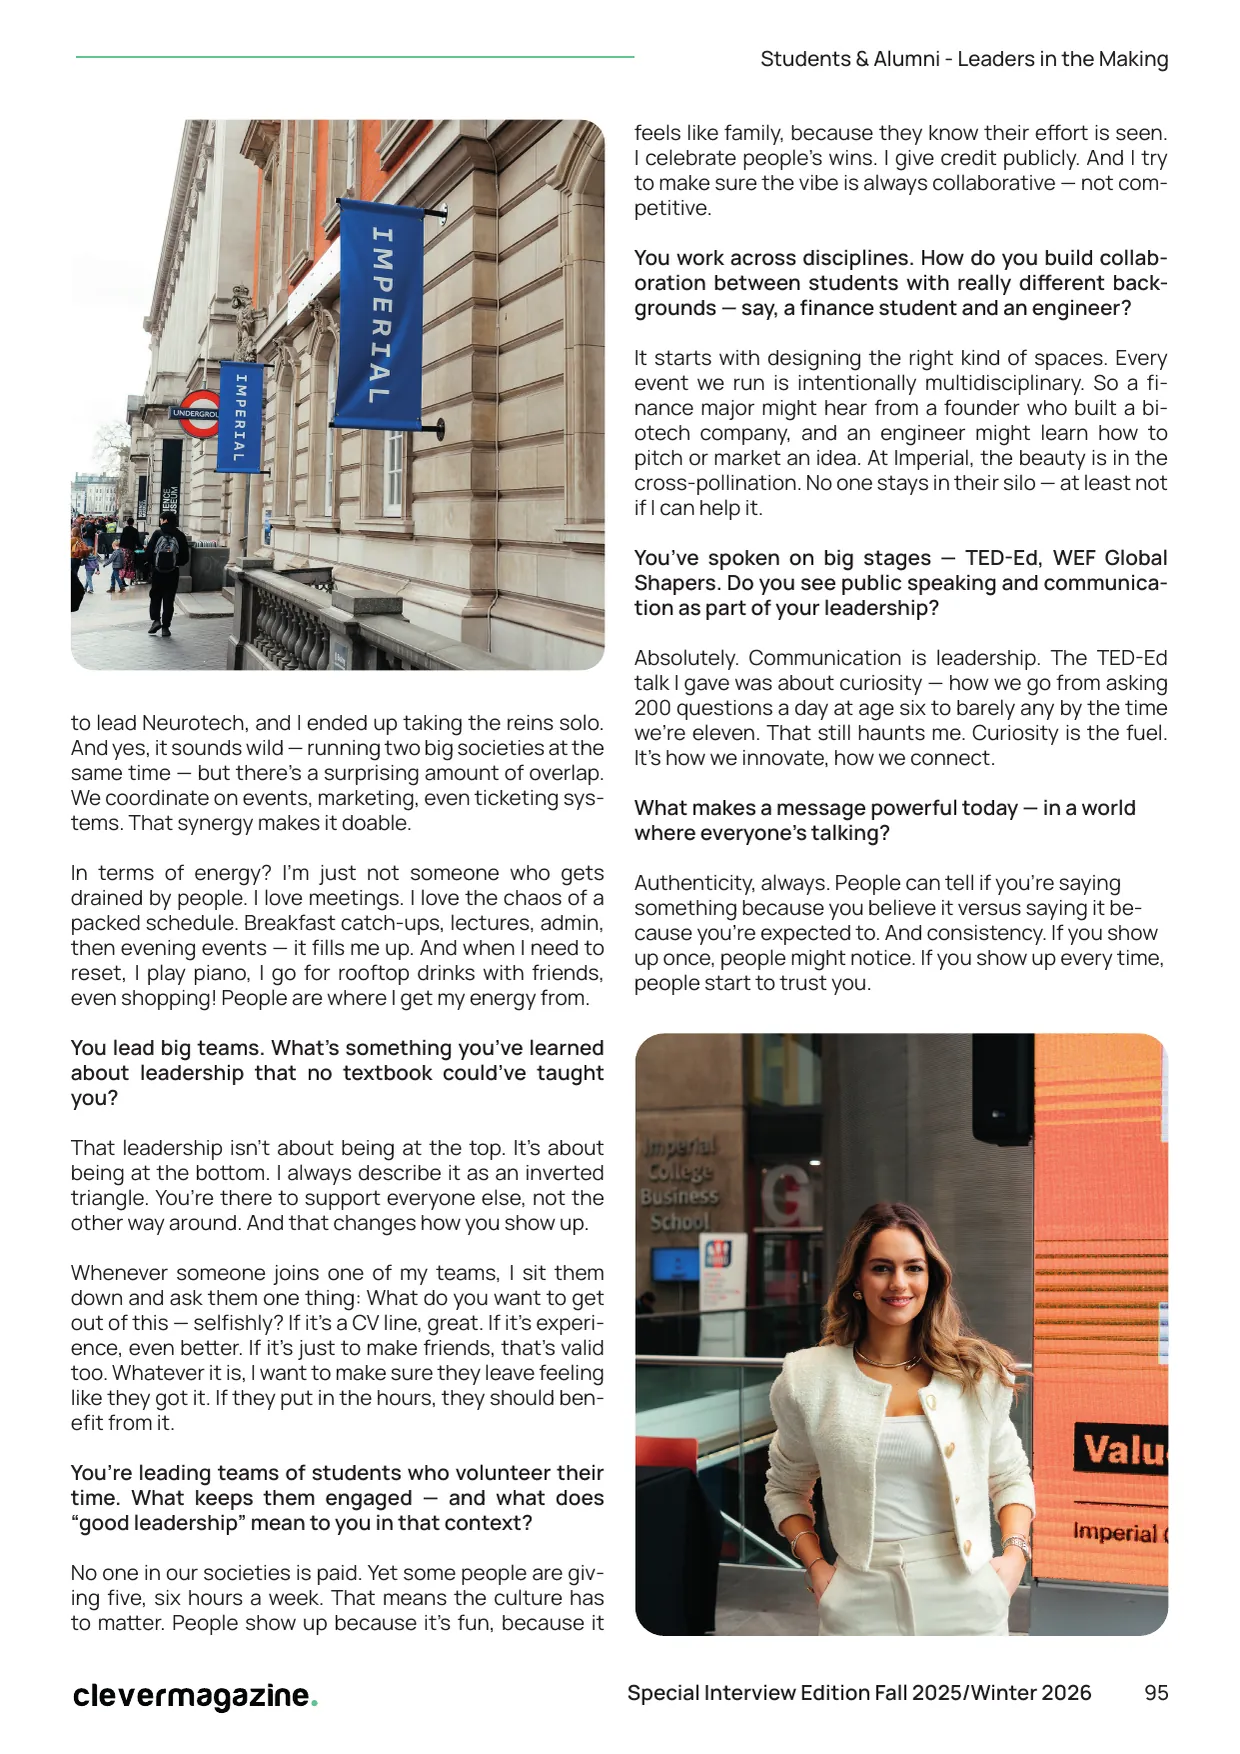 Students & Alumni - Leaders in the Making
IMPERIAL
IMPERIAL
UNDERGROU
IENCE
USEUM
to lead Neurotech, and I ended up taking the reins solo.
And yes, it sounds wild — running two big societies at the
same time — but there’s a surprising amount of overlap.
We coordinate on events, marketing, even ticketing sys-
tems. That synergy makes it doable.
In terms of energy? I’m just not someone who gets
drained by people. I love meetings. I love the chaos of a
packed schedule. Breakfast catch-ups, lectures, admin,
then evening events — it fills me up. And when I need to
reset, I play piano, I go for rooftop drinks with friends,
even shopping! People are where I get my energy from.
You lead big teams. What’s something you’ve learned
about leadership that no textbook could’ve taught
you?
That leadership isn’t about being at the top. It’s about
being at the bottom. I always describe it as an inverted
triangle. You’re there to support everyone else, not the
other way around. And that changes how you show up.
Whenever someone joins one of my teams, I sit them
down and ask them one thing: What do you want to get
out of this — selfishly? If it’s a CV line, great. If it’s experi-
ence, even better. If it’s just to make friends, that’s valid
too. Whatever it is, I want to make sure they leave feeling
like they got it. If they put in the hours, they should ben-
efit from it.
You’re leading teams of students who volunteer their
time. What keeps them engaged — and what does
“good leadership” mean to you in that context?
No one in our societies is paid. Yet some people are giv-
ing five, six hours a week. That means the culture has
to matter. People show up because it’s fun, because it
feels like family, because they know their effort is seen.
I celebrate people’s wins. I give credit publicly. And I try
to make sure the vibe is always collaborative — not com-
petitive.
You work across disciplines. How do you build collab-
oration between students with really different back-
grounds — say, a finance student and an engineer?
It starts with designing the right kind of spaces. Every
event we run is intentionally multidisciplinary. So a fi-
nance major might hear from a founder who built a bi-
otech company, and an engineer might learn how to
pitch or market an idea. At Imperial, the beauty is in the
cross-pollination. No one stays in their silo — at least not
if I can help it.
You’ve spoken on big stages — TED-Ed, WEF Global
Shapers. Do you see public speaking and communica-
tion as part of your leadership?
Absolutely. Communication is leadership. The TED-Ed
talk I gave was about curiosity — how we go from asking
200 questions a day at age six to barely any by the time
we’re eleven. That still haunts me. Curiosity is the fuel.
It’s how we innovate, how we connect.
What makes a message powerful today — in a world
where everyone’s talking?
Authenticity, always. People can tell if you’re saying
something because you believe it versus saying it be-
cause you’re expected to. And consistency. If you show
up once, people might notice. If you show up every time,
people start to trust you.
Imperial
College
Business
School
G
Valu
Imperial
clevermagazine.
Special Interview Edition Fall 2025/Winter 2026
95